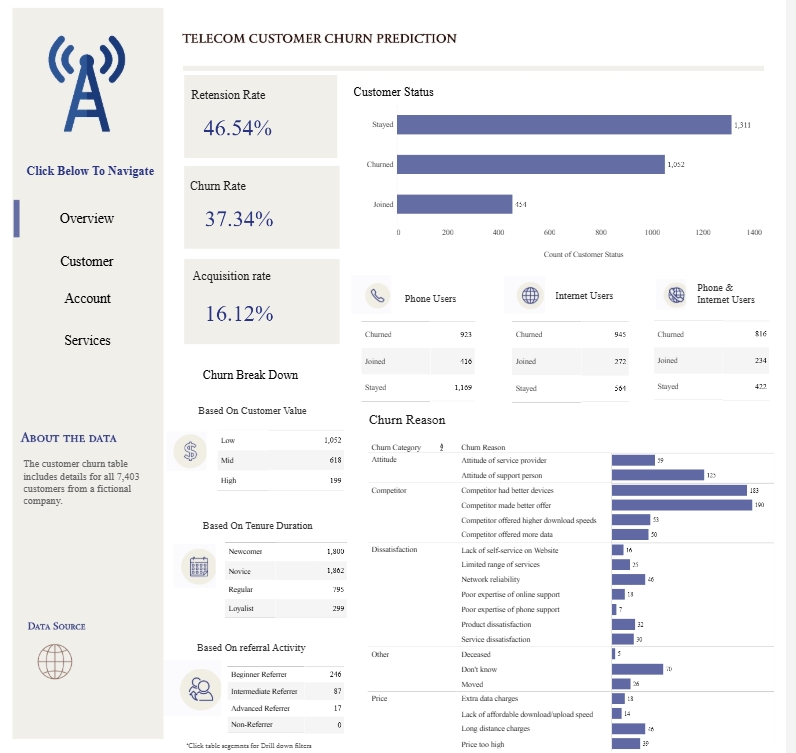 TELECOM CUSTOMER CHURN PREDICTION
Click Below To Navigate
Overview
Customer
Account
Services
ABOUT THE DATA
The customer churn table
includes details for all 7,403
customers from a fictional
company.
DATA SOURCE
Retension Rate
46.54%
Churn Rate
37.34%
Acquisition rate
16.12%
Customer Status
Stayed 1,311
Churned 1,052
Joined 454
0 200 400 600 800 1000 1200 1400
Count of Customer Status
Phone Users
Churned 923
Joined 416
Stayed 1,169
Internet Users
Churned 945
Joined 272
Stayed 564
Phone &
Internet Users
Churned 816
Joined 234
Stayed 422
Churn Break Down
Based On Customer Value
Low 1,052
Mid 618
High 199
Based On Tenure Duration
Newcomer 1,800
Novice 1,862
Regular 795
Loyalist 299
Based On referral Activity
Beginner Referrer 246
Intermediate Referrer 87
Advanced Referrer 17
Non-Referrer 0
*Click table segemnts for Drill down filters
Churn Reason
Churn Category Churn Reason
Attitude Attitude of service provider 59
Attitude of support person 125
Competitor Competitor had better devices 183
Competitor made better offer 190
Competitor offered higher download speeds 53
Competitor offered more data 50
Dissatisfaction Lack of self-service on Website 16
Limited range of services 25
Network reliability 46
Poor expertise of online support 18
Poor expertise of phone support 7
Product dissatisfaction 32
Service dissatisfaction 30
Other Deceased 5
Don't know 70
Moved 26
Price Extra data charges 18
Lack of affordable download/upload speed 14
Long distance charges 46
Price too high 39